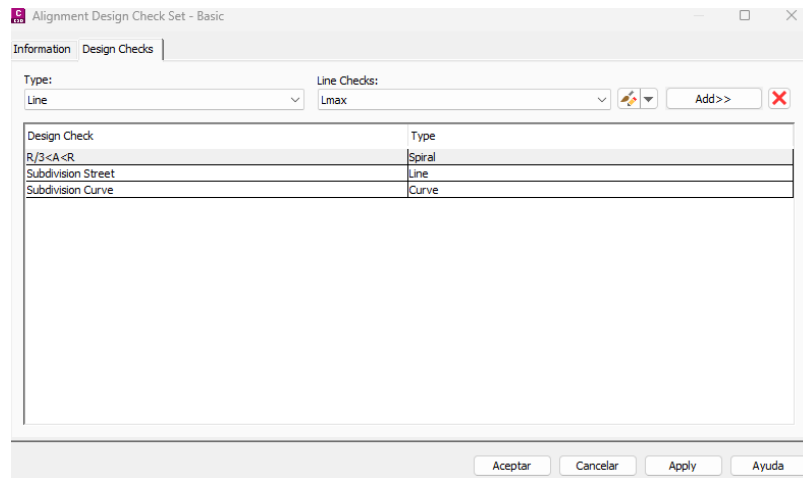 C
C3D
Alignment Design Check Set - Basic
Information Design Checks
Type: Line Checks:
Line Lmax Add>>
Design Check Type
R/3<A<R Spiral
Subdivision Street Line
Subdivision Curve Curve
Aceptar Cancelar Apply Ayuda